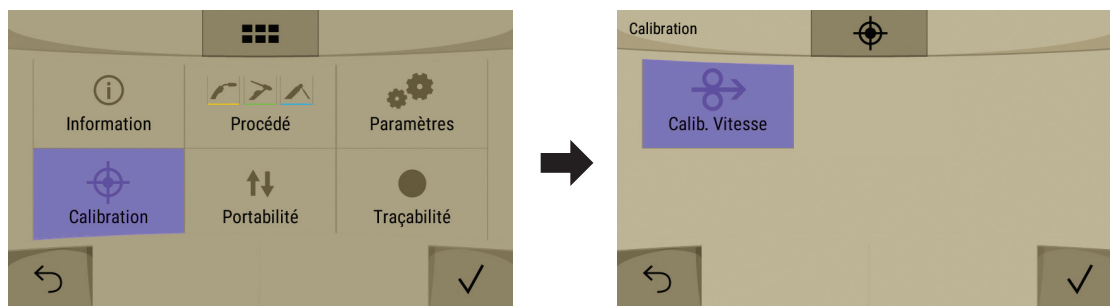 Information
Procédé
Paramètres
Calibration
Portabilité
Traçabilité
Calibration
Calib. Vitesse